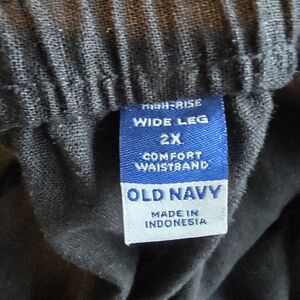 HIGH-RISE
WIDE LEG
2X
COMFORT
WAISTBAND
OLD NAVY
MADE IN
INDONESIA